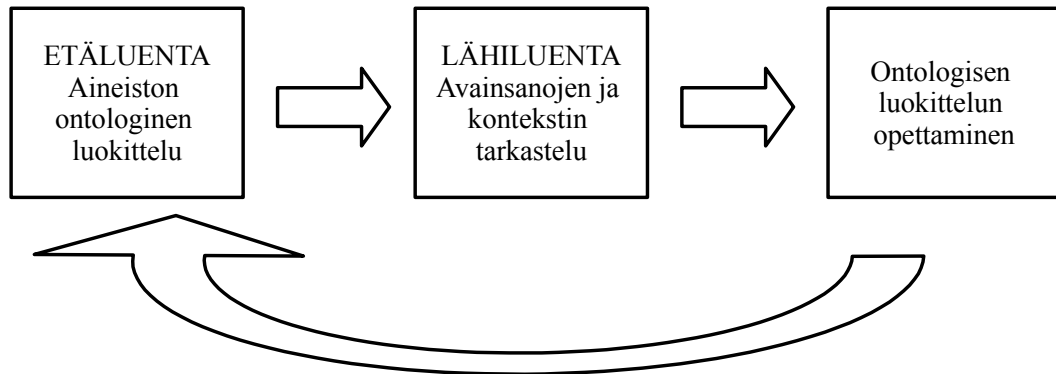 ETÄLUENTA
Aineiston
ontologinen
luokittelu
LÄHILUENTA
Avainsanojen ja
kontekstin
tarkastelu
Ontologisen
luokittelun
opettaminen